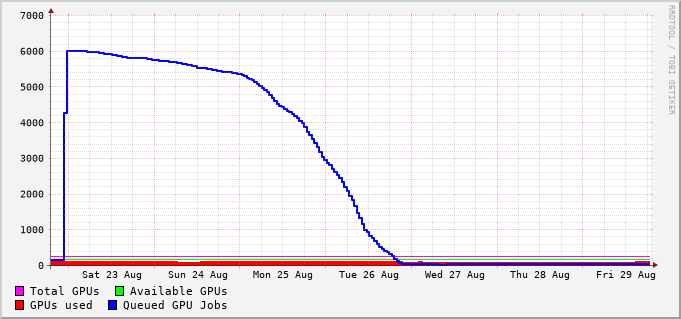 7000
6000
5000
4000
3000
2000
1000
0
Sat 23 Aug Sun 24 Aug Mon 25 Aug Tue 26 Aug Wed 27 Aug Thu 28 Aug Fri 29 Aug
Total GPUs Available GPUs
GPUs used Queued GPU Jobs
RRDTOOL / TOBI OETIKER